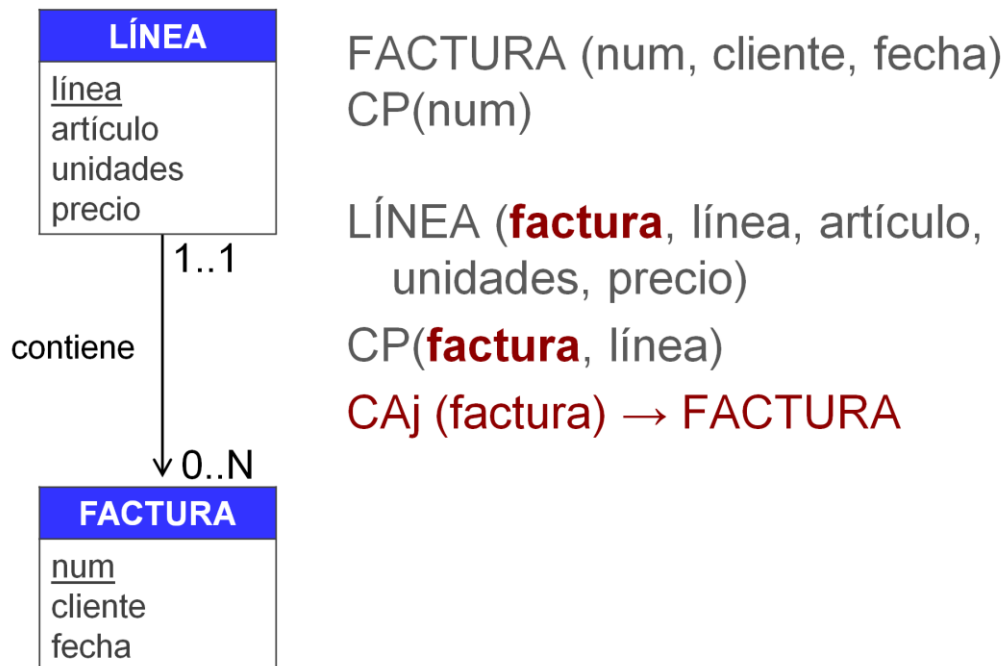 LÍNEA
línea
artículo
unidades
precio
1..1
contiene
0..N
FACTURA
num
cliente
fecha
FACTURA (num, cliente, fecha)
CP(num)
LÍNEA (factura, línea, artículo,
unidades, precio)
CP(factura, línea)
CAj (factura) → FACTURA